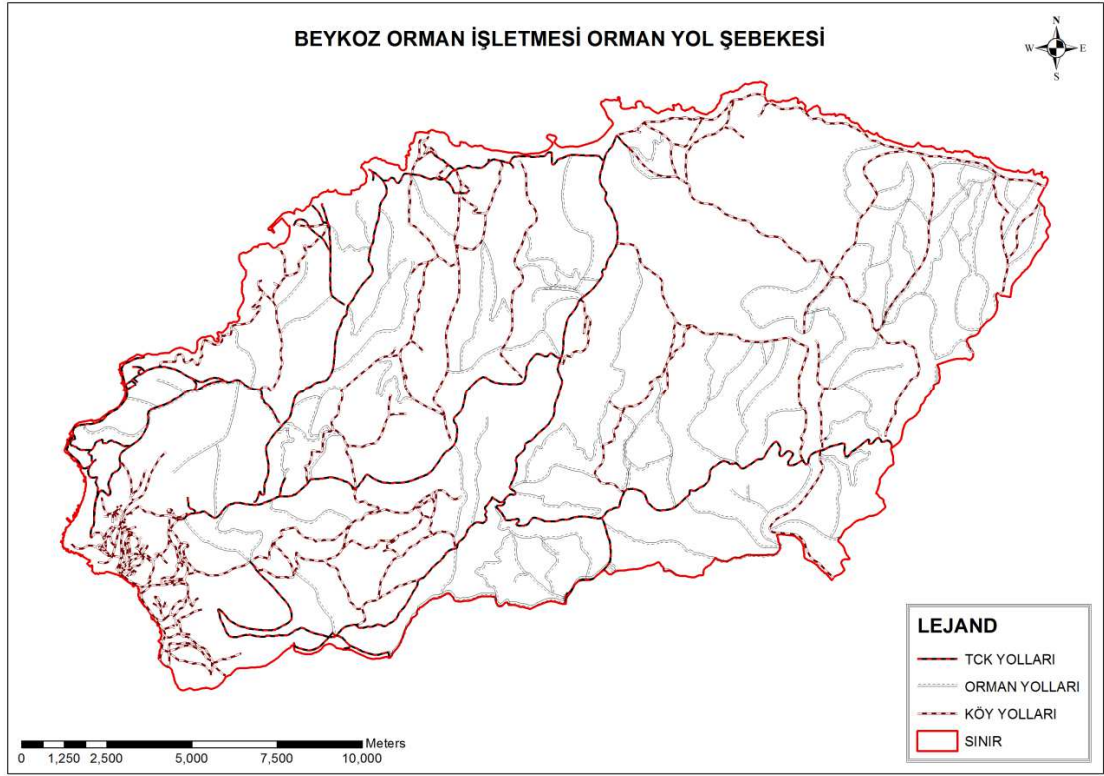 BEYKOZ ORMAN İŞLETMESİ ORMAN YOL ŞEBEKESİ
N
W E
S
LEJAND
TCK YOLLARI
ORMAN YOLLARI
KÖY YOLLARI
SINIR
Meters
0 1,250 2,500 5,000 7,500 10,000